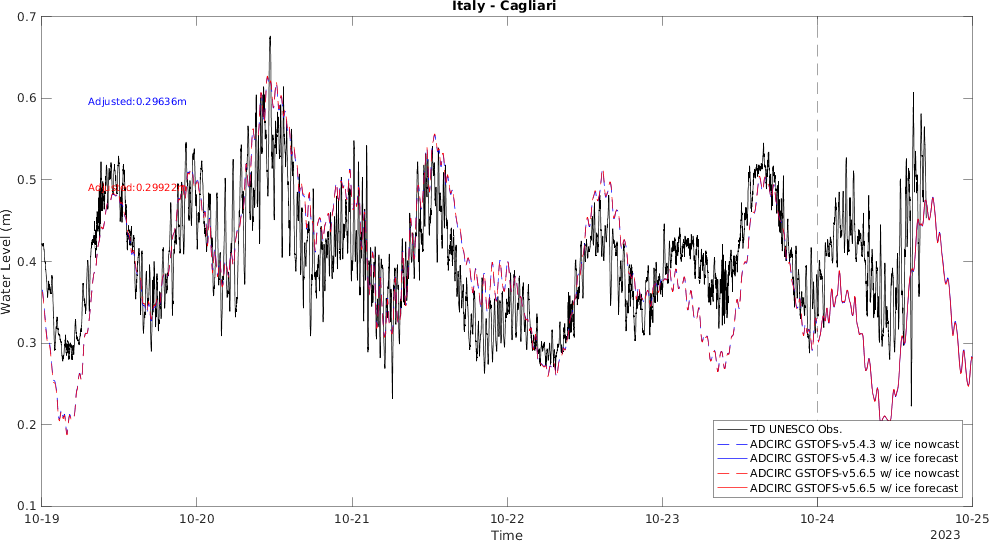 Italy - Cagliari
0.7
0.6
0.5
0.4
0.3
0.2
0.1
Water Level (m)
Adjusted:0.29636m
Adjusted:0.29922m
TD UNESCO Obs.
ADCIRC GSTOFS-v5.4.3 w/ ice nowcast
ADCIRC GSTOFS-v5.4.3 w/ ice forecast
ADCIRC GSTOFS-v5.6.5 w/ ice nowcast
ADCIRC GSTOFS-v5.6.5 w/ ice forecast
10-19 10-20 10-21 10-22 10-23 10-24 10-25
Time
2023